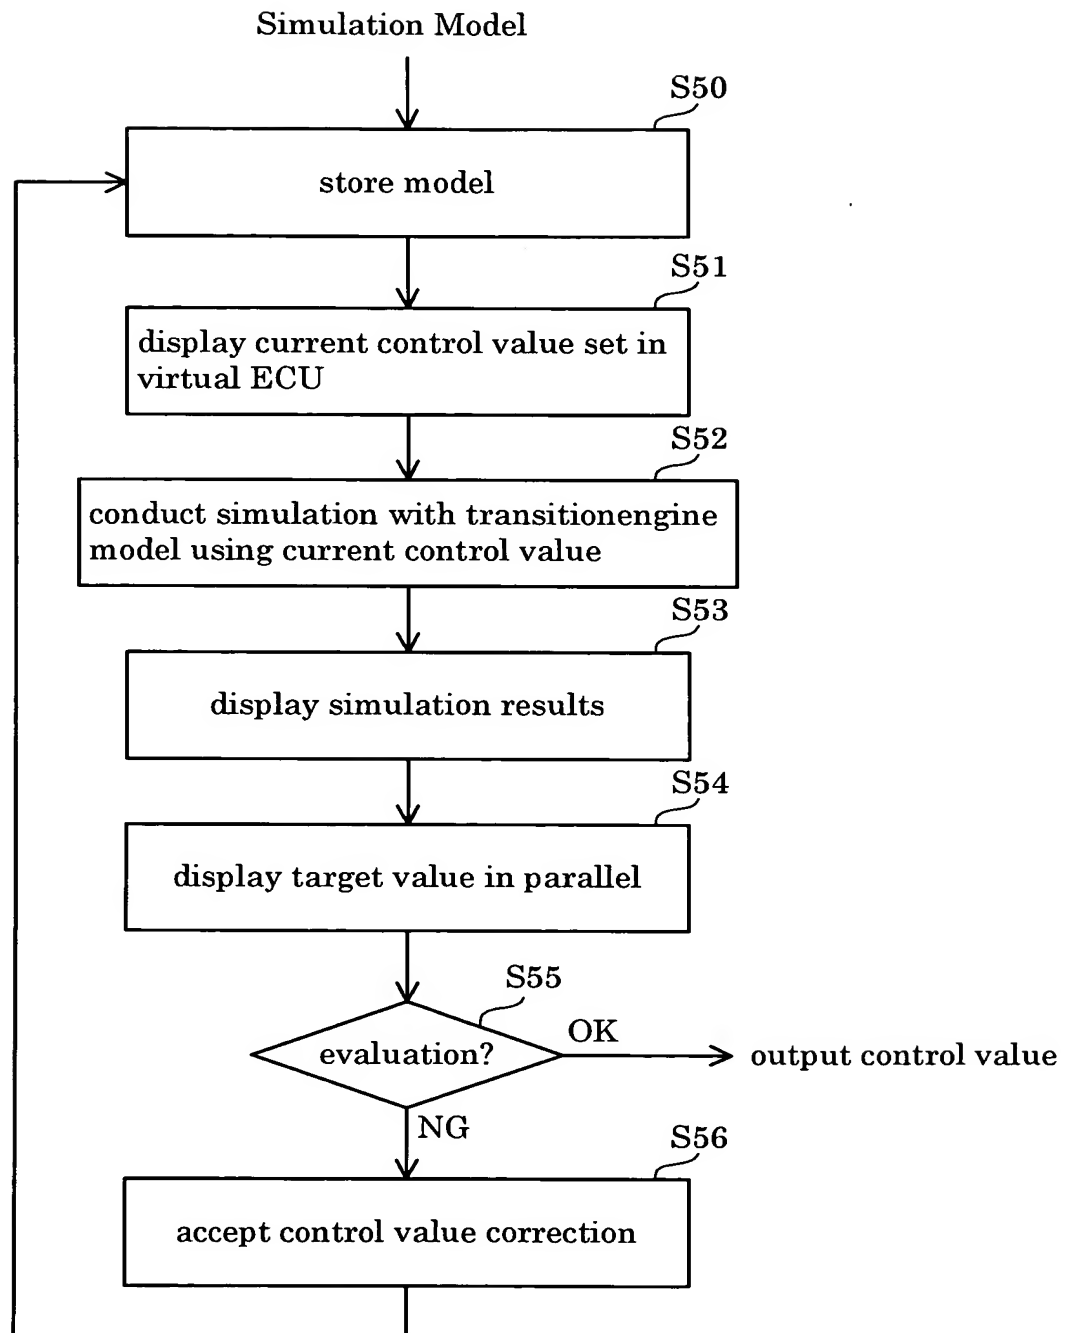 Simulation Model
S50
store model
S51
display current control value set in
virtual ECU
S52
conduct simulation with transitionengine
model using current control value
S53
display simulation results
S54
display target value in parallel
S55
evaluation?
OK
output control value
NG
S56
accept control value correction